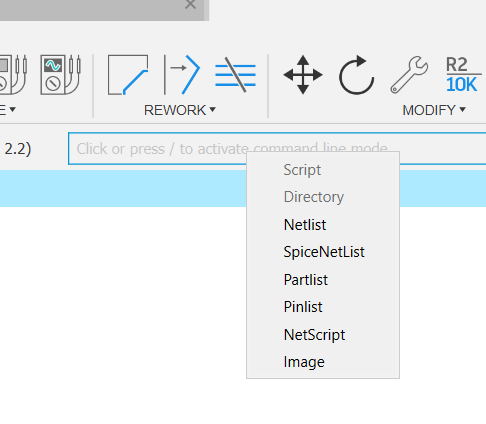 R2
10K
E ▾
REWORK ▾
MODIFY ▾
2.2)
Click or press / to activate command line mode
Script
Directory
Netlist
SpiceNetList
Partlist
Pinlist
NetScript
Image